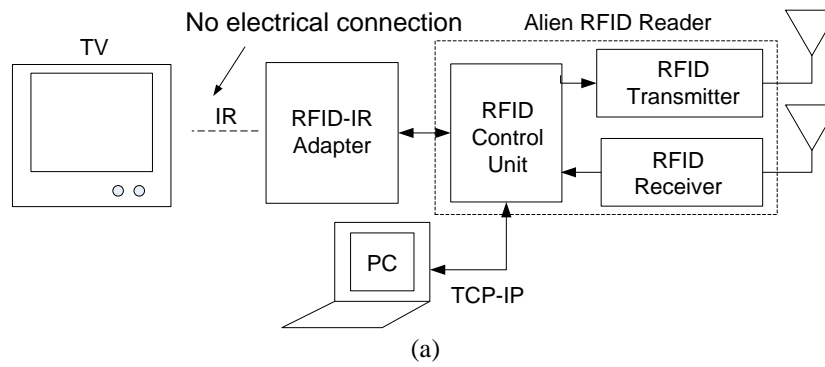 No electrical connection
Alien RFID Reader
TV
IR
RFID-IR
Adapter
RFID
Control
Unit
RFID
Transmitter
RFID
Receiver
PC
TCP-IP
(a)